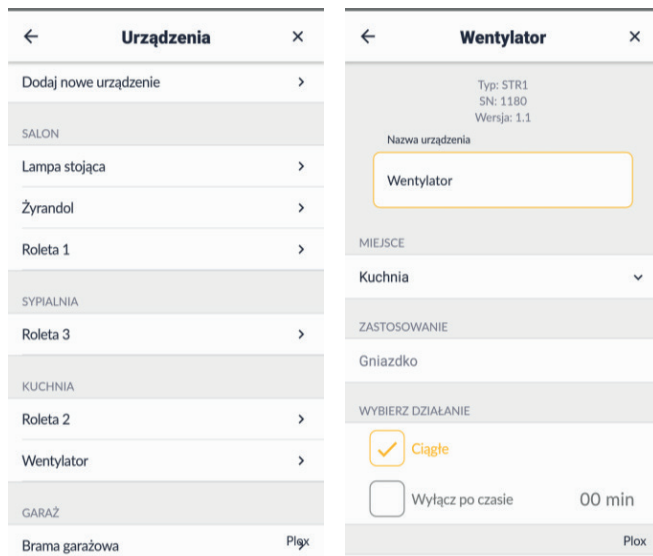 Urządzenia
Dodaj nowe urządzenie
SALON
Lampa stojąca
Żyrandol
Roleta 1
SYPIALNIA
Roleta 3
KUCHNIA
Roleta 2
Wentylator
GARAŻ
Brama garażowa
Plox
Wentylator
Typ: STR1
SN: 1180
Wersja: 1.1
Nazwa urządzenia
Wentylator
MIEJSCE
Kuchnia
ZASTOSOWANIE
Gniazdko
WYBIERZ DZIAŁANIE
Ciągłe
Wyłącz po czasie 00 min
Plox